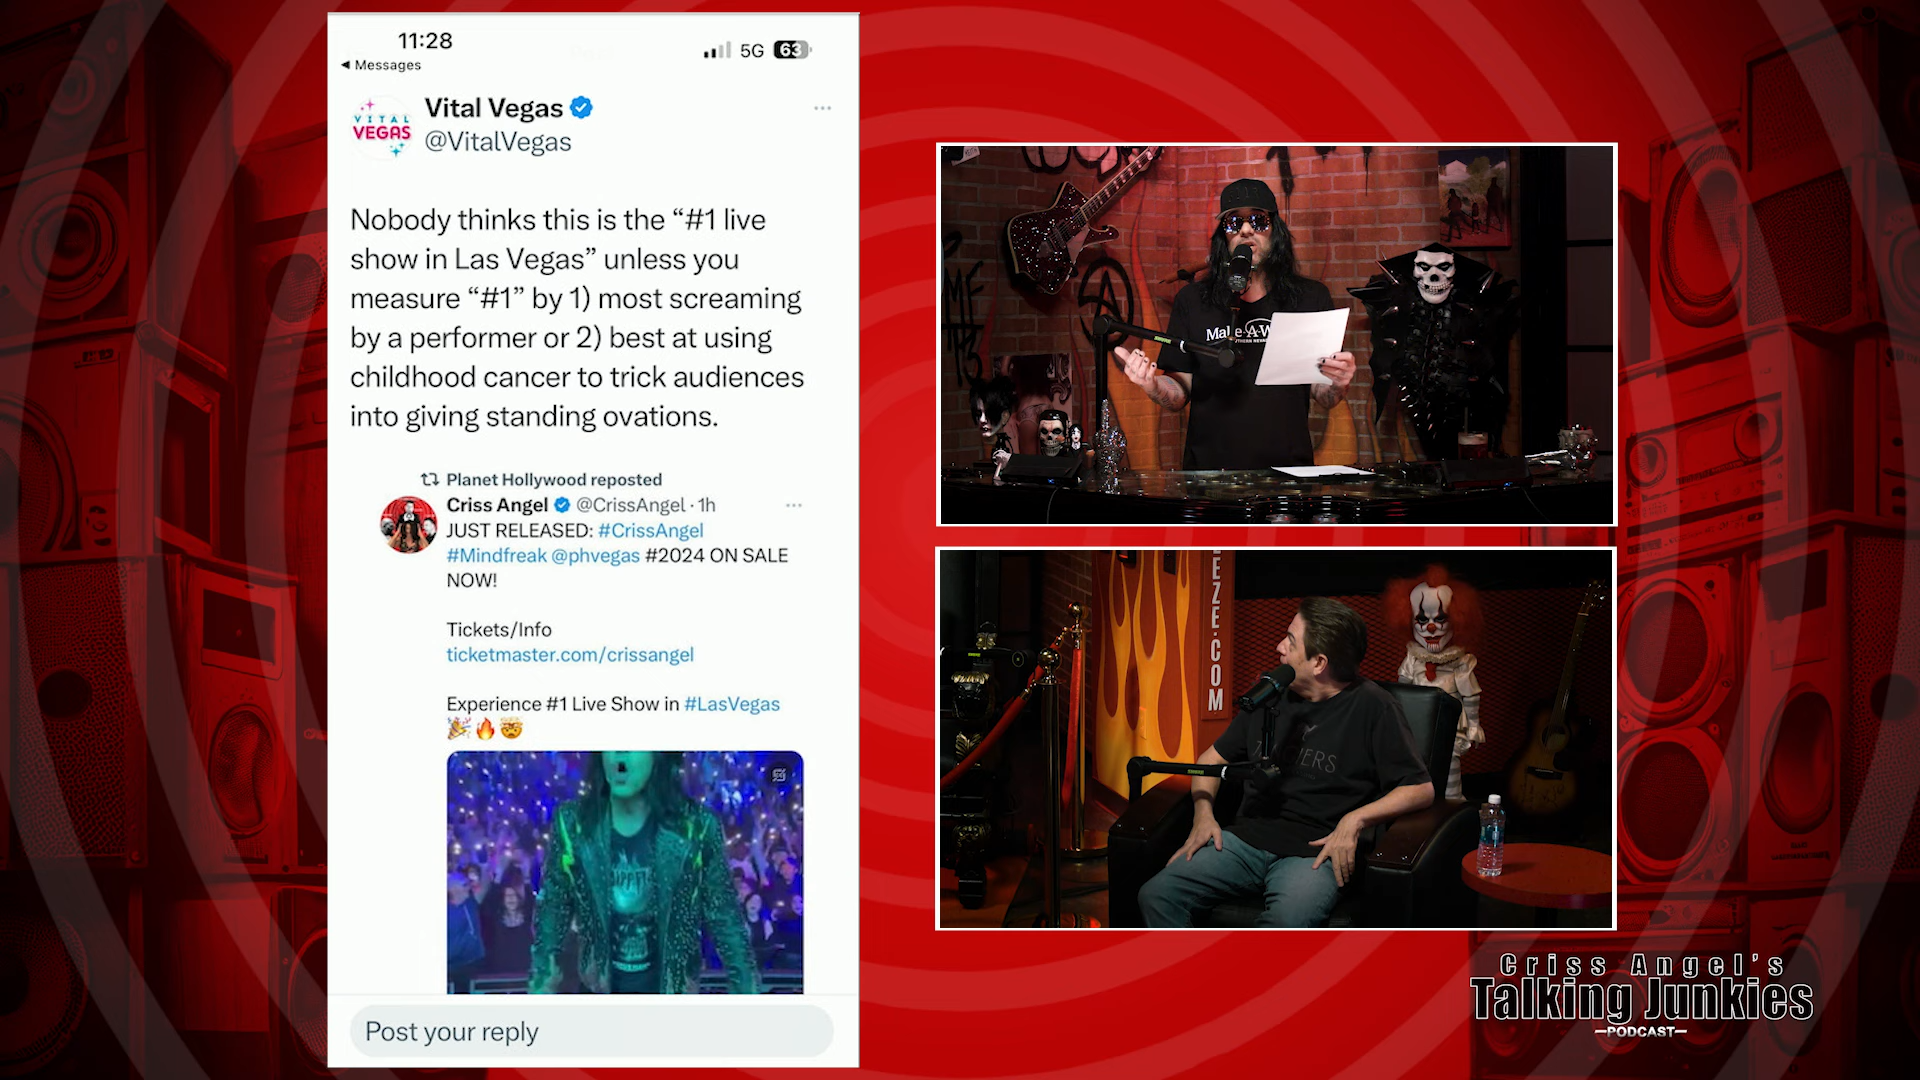 11:28
5G 63
◀ Messages
VITAL
VEGAS
Vital Vegas
@VitalVegas
Nobody thinks this is the “#1 live
show in Las Vegas” unless you
measure “#1” by 1) most screaming
by a performer or 2) best at using
childhood cancer to trick audiences
into giving standing ovations.
Planet Hollywood reposted
Criss Angel @CrissAngel · 1h
JUST RELEASED: #CrissAngel
#Mindfreak @phvegas #2024 ON SALE
NOW!
Tickets/Info
ticketmaster.com/crissangel
Experience #1 Live Show in #LasVegas
🎉🔥🤯
Post your reply
EZE.COM
Criss Angel's
Talking Junkies
—PODCAST—